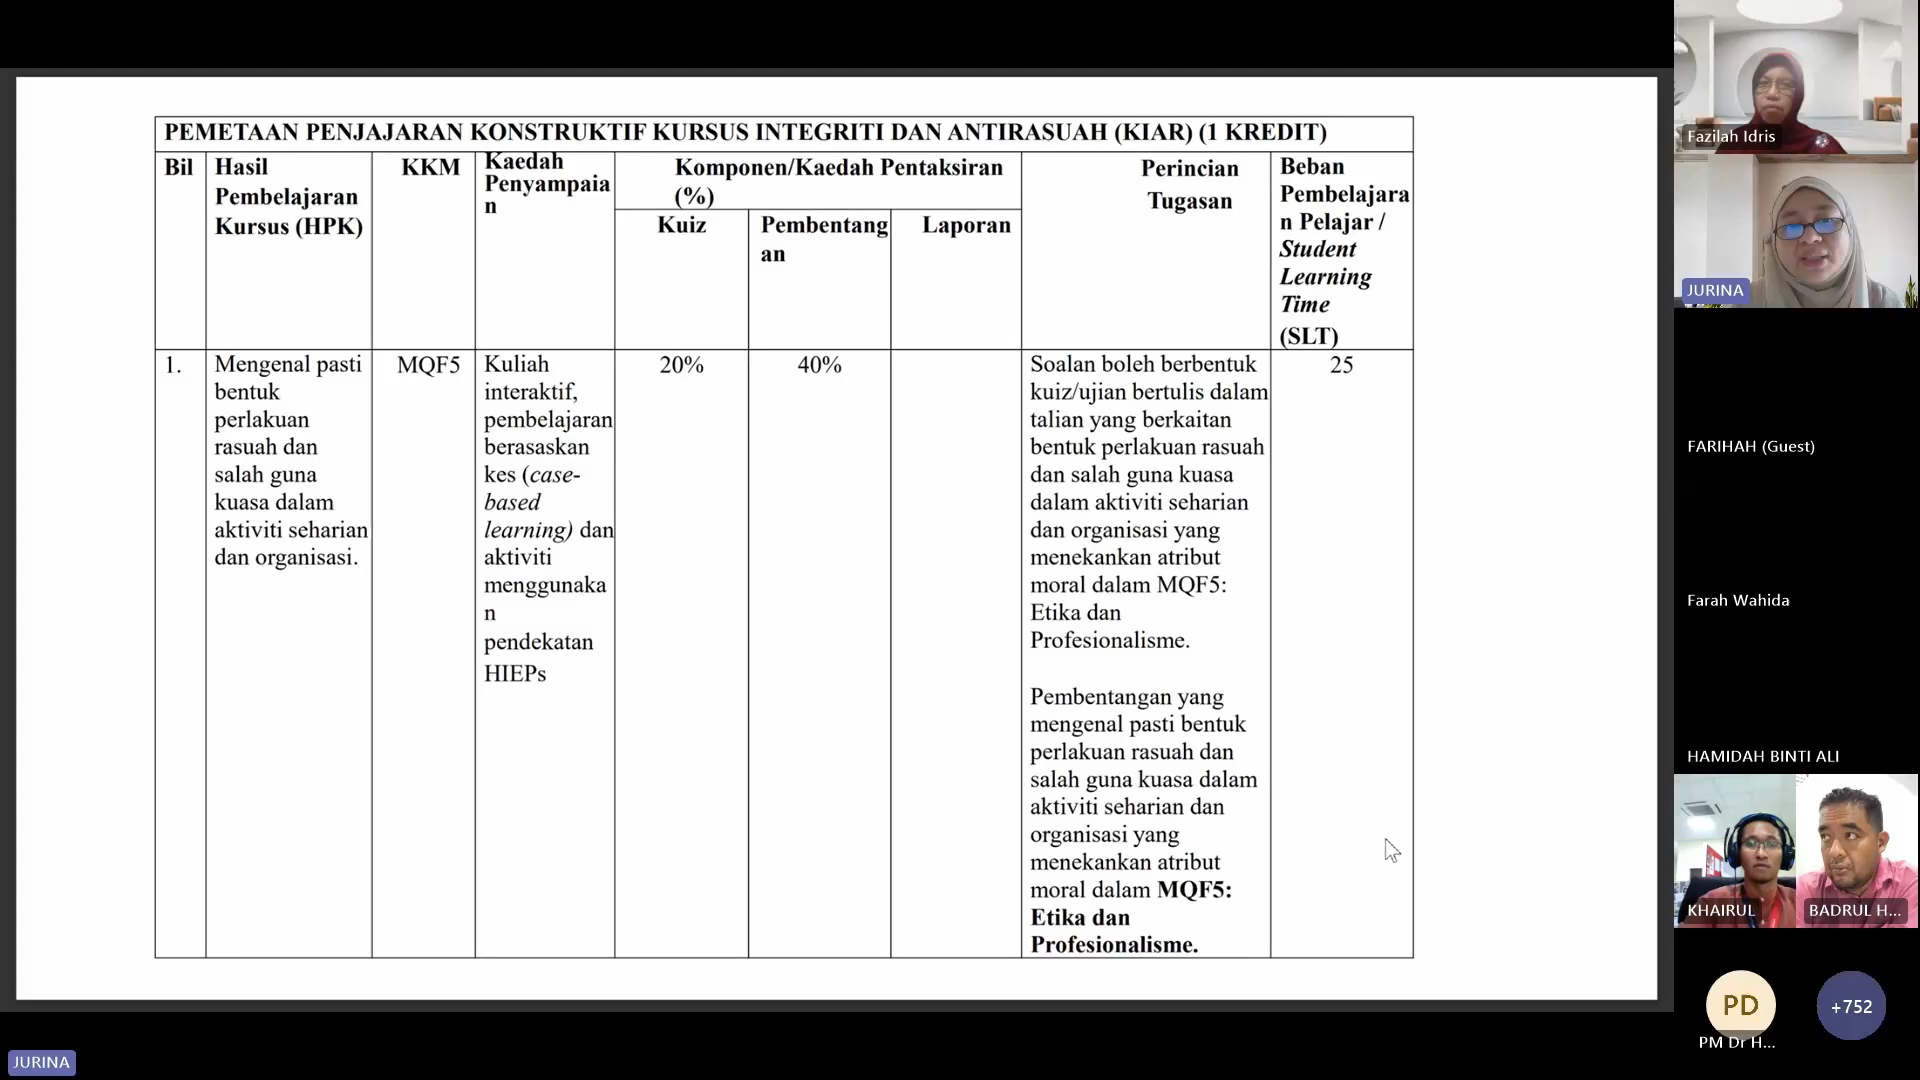 PEMETAAN PENJAJARAN KONSTRUKTIF KURSUS INTEGRITI DAN ANTIRASUAH (KIAR) (1 KREDIT)
Bil
Hasil
Pembelajaran
Kursus (HPK)
KKM
Kaedah
Penyampaia
n
Komponen/Kaedah Pentaksiran
(%)
Kuiz
Pembentang
an
Laporan
Perincian
Tugasan
Beban
Pembelajara
n Pelajar /
Student
Learning
Time
(SLT)
1.
Mengenal pasti
bentuk
perlakuan
rasuah dan
salah guna
kuasa dalam
aktiviti seharian
dan organisasi.
MQF5
Kuliah
interaktif,
pembelajaran
berasaskan
kes (case-
based
learning) dan
aktiviti
menggunaka
n
pendekatan
HIEPs
20%
40%
Soalan boleh berbentuk
kuiz/ujian bertulis dalam
talian yang berkaitan
bentuk perlakuan rasuah
dan salah guna kuasa
dalam aktiviti seharian
dan organisasi yang
menekankan atribut
moral dalam MQF5:
Etika dan
Profesionalisme.
Pembentangan yang
mengenal pasti bentuk
perlakuan rasuah dan
salah guna kuasa dalam
aktiviti seharian dan
organisasi yang
menekankan atribut
moral dalam MQF5:
Etika dan
Profesionalisme.
25
Fazilah Idris
JURINA
FARIHAH (Guest)
Farah Wahida
HAMIDAH BINTI ALI
KHAIRUL
BADRUL H...
PD
+752
PM Dr H...
JURINA